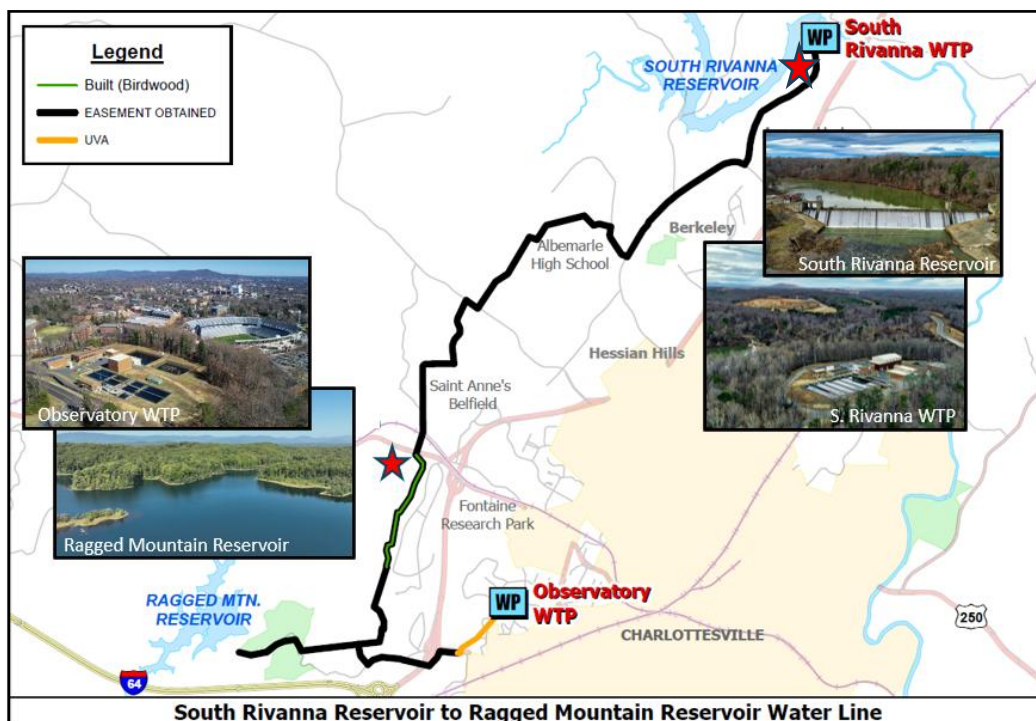 Legend
Built (Birdwood)
EASEMENT OBTAINED
UVA
WP
South
Rivanna WTP
SOUTH RIVANNA
RESERVOIR
Berkeley
Albemarle
High School
South Rivanna Reservoir
Hessian Hills
S. Rivanna WTP
Observatory WTP
Saint Anne's
Belfield
Ragged Mountain Reservoir
Fontaine
Research Park
RAGGED MTN.
RESERVOIR
WP
Observatory
WTP
CHARLOTTESVILLE
250
64
South Rivanna Reservoir to Ragged Mountain Reservoir Water Line